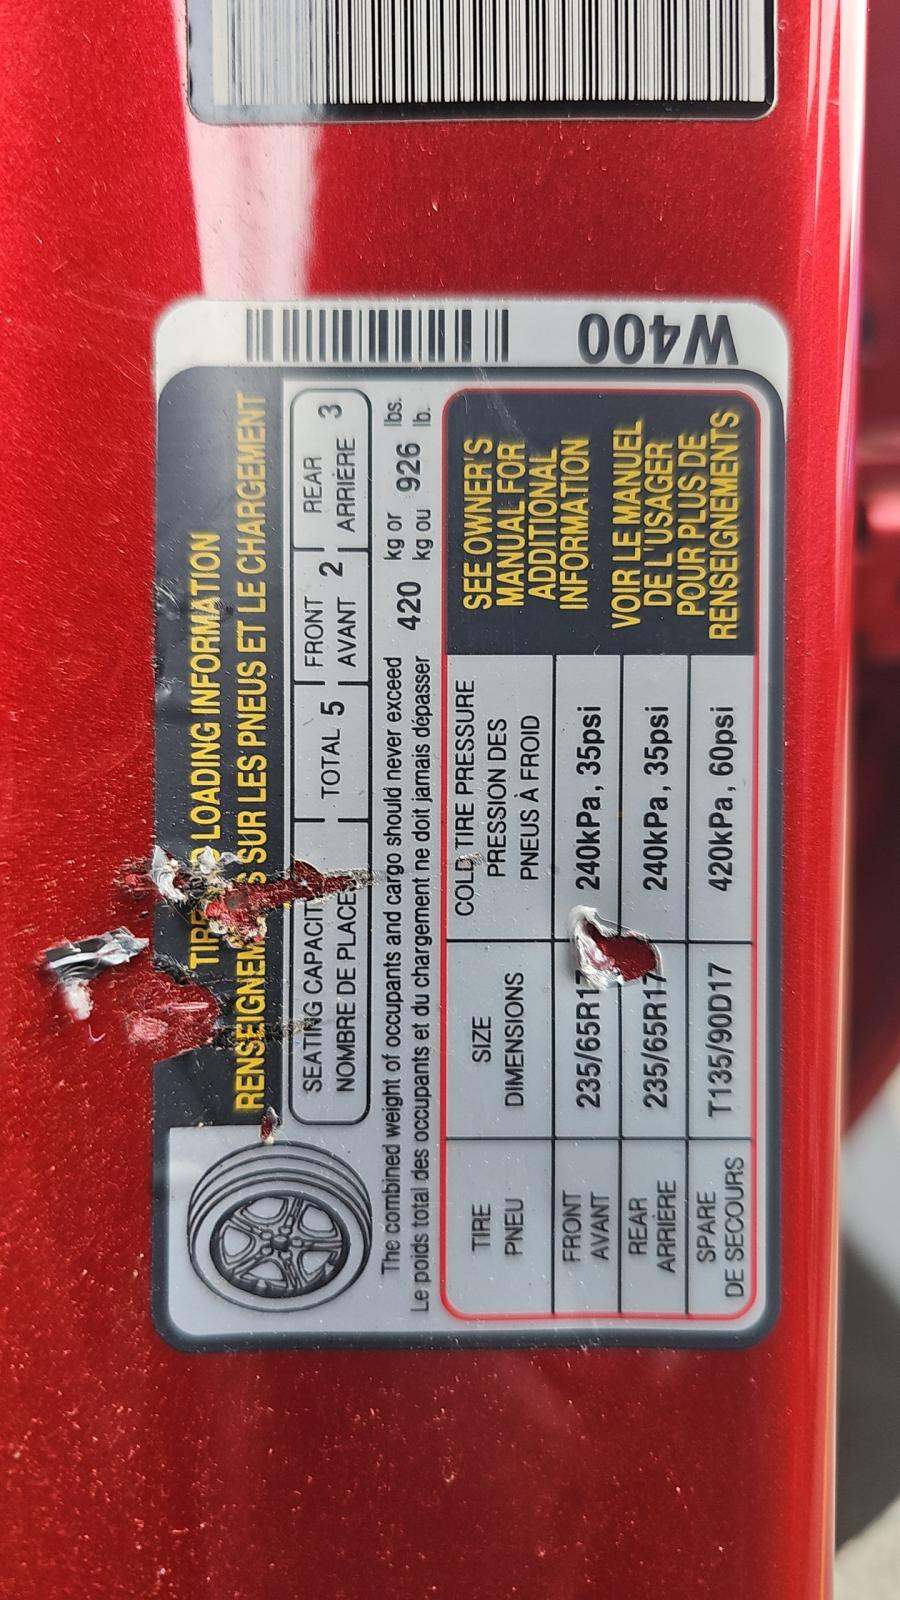 W400
TIRE LOADING INFORMATION
SUR LES PNEUS ET LE CHARGEMENT
SEATING CAPACIT TOTAL 5 FRONT 2 REAR 3
NOMBRE DE PLACES AVANT ARRIÈRE
The combined weight of occupants and cargo should never exceed 420 kg or 926 lbs.
Le poids total des occupants et du chargement ne doit jamais dépasser kg ou lb.
TIRE
PNEU
SIZE
DIMENSIONS
COLD TIRE PRESSURE
PRESSION DES
PNEUS À FROID
FRONT
AVANT
235/65R17
240kPa, 35psi
REAR
ARRIÈRE
235/65R17
240kPa, 35psi
SPARE
DE SECOURS
T135/90D17
420kPa, 60psi
SEE OWNER'S
MANUAL FOR
ADDITIONAL
INFORMATION
VOIR LE MANUEL
DE L'USAGER
POUR PLUS DE
RENSEIGNEMENTS